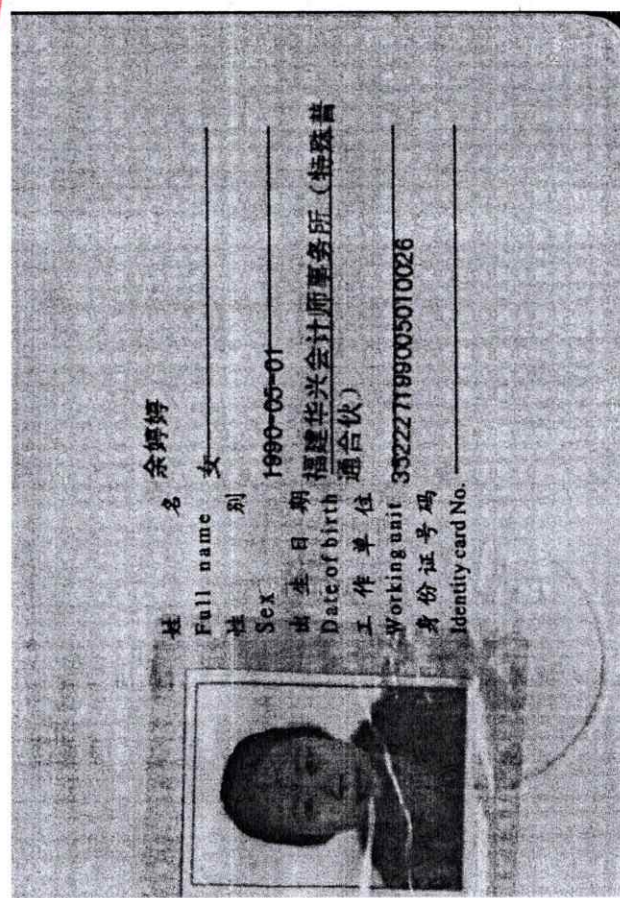 姓 名 余婷婷
Full name
性 别 女
Sex
出 生 日 期 1990-05-01
Date of birth
工 作 单 位 福建华兴会计师事务所（特殊普
通合伙）
Working unit
身 份 证 号 码 352227199005010026
Identity card No.